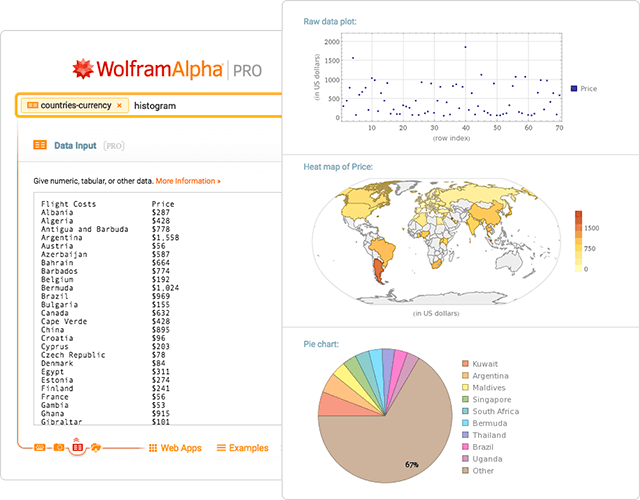 WolframAlpha PRO
countries-currency × histogram
Data Input (PRO)
Give numeric, tabular, or other data. More Information »
Flight Costs Price
Albania $287
Algeria $428
Antigua and Barbuda $778
Argentina $1,558
Austria $56
Azerbaijan $587
Bahrain $664
Barbados $774
Belgium $192
Bermuda $1,024
Brazil $969
Bulgaria $155
Canada $632
Cape Verde $428
China $895
Croatia $96
Cyprus $203
Czech Republic $78
Denmark $84
Egypt $311
Estonia $274
Finland $241
France $56
Gambia $53
Ghana $915
Gibraltar $101
Web Apps
Examples
Raw data plot:
(in US dollars)
2000
1500
1000
500
0
10 20 30 40 50 60 70
(row index)
Price
Heat map of Price:
1500
750
0
(in US dollars)
Pie chart:
67%
Kuwait
Argentina
Maldives
Singapore
South Africa
Bermuda
Thailand
Brazil
Uganda
Other